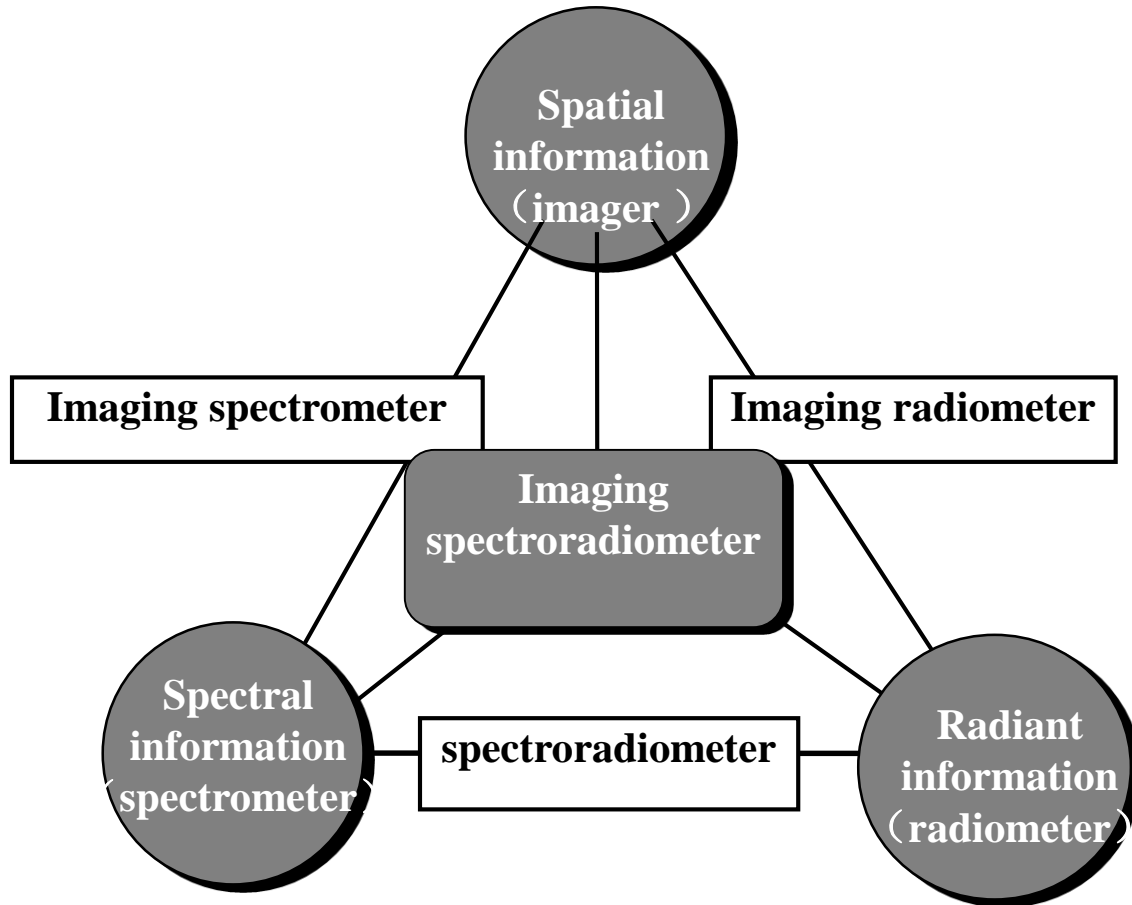 Spatial
information
（imager ）
Imaging spectrometer
Imaging radiometer
Imaging
spectroradiometer
Spectral
information
（spectrometer）
spectroradiometer
Radiant
information
（radiometer）